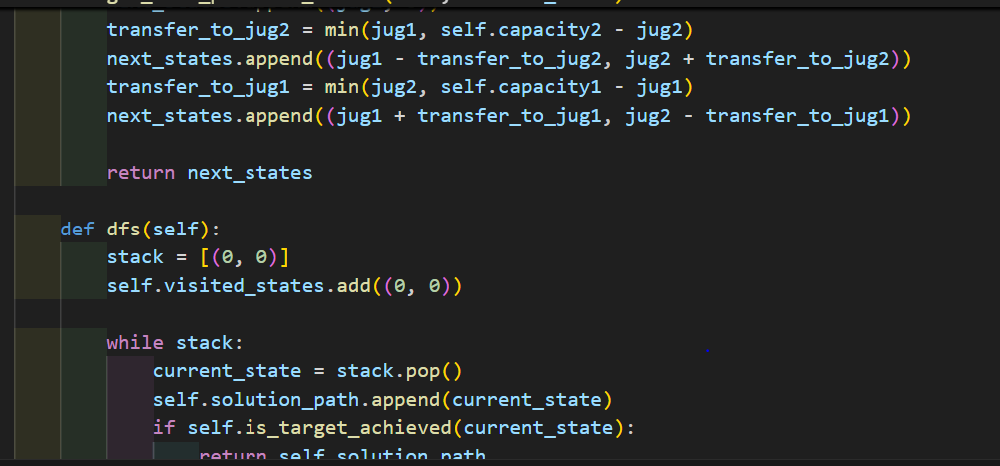 transfer_to_jug2 = min(jug1, self.capacity2 - jug2)
next_states.append((jug1 - transfer_to_jug2, jug2 + transfer_to_jug2))
transfer_to_jug1 = min(jug2, self.capacity1 - jug1)
next_states.append((jug1 + transfer_to_jug1, jug2 - transfer_to_jug1))
return next_states
def dfs(self):
stack = [(0, 0)]
self.visited_states.add((0, 0))
while stack:
current_state = stack.pop()
self.solution_path.append(current_state)
if self.is_target_achieved(current_state):
return self.solution_path